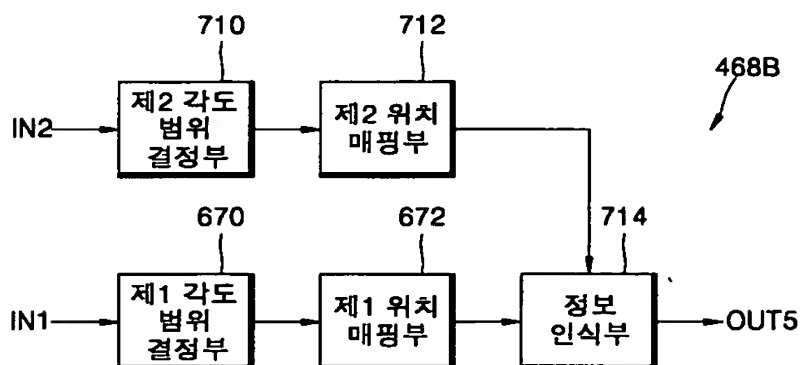 710
712
468B
IN2
제2 각도
범위
결정부
제2 위치
매핑부
670
672
714
IN1
제1 각도
범위
결정부
제1 위치
매핑부
정보
인식부
OUT5